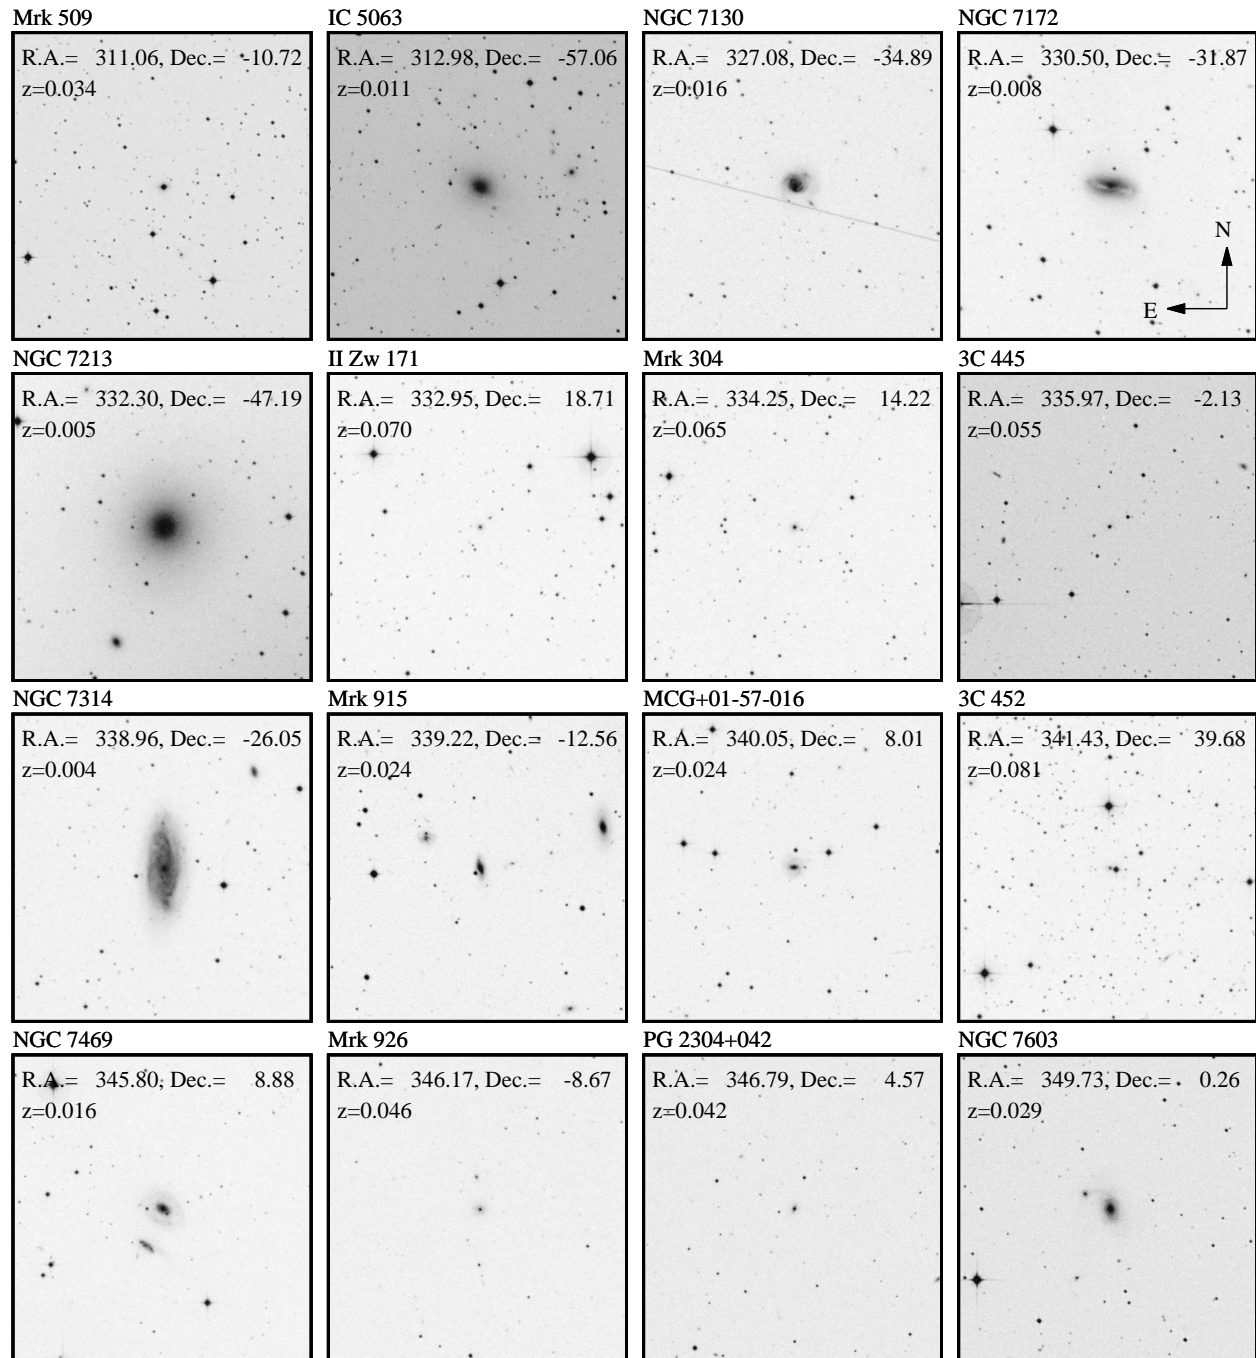 Mrk 509
R.A.= 311.06, Dec.= -10.72
z=0.034
IC 5063
R.A.= 312.98, Dec.= -57.06
z=0.011
NGC 7130
R.A.= 327.08, Dec.= -34.89
z=0.016
NGC 7172
R.A.= 330.50, Dec.= -31.87
z=0.008
N
E
NGC 7213
R.A.= 332.30, Dec.= -47.19
z=0.005
II Zw 171
R.A.= 332.95, Dec.= 18.71
z=0.070
Mrk 304
R.A.= 334.25, Dec.= 14.22
z=0.065
3C 445
R.A.= 335.97, Dec.= -2.13
z=0.055
NGC 7314
R.A.= 338.96, Dec.= -26.05
z=0.004
Mrk 915
R.A.= 339.22, Dec.= -12.56
z=0.024
MCG+01-57-016
R.A.= 340.05, Dec.= 8.01
z=0.024
3C 452
R.A.= 341.43, Dec.= 39.68
z=0.081
NGC 7469
R.A.= 345.80, Dec.= 8.88
z=0.016
Mrk 926
R.A.= 346.17, Dec.= -8.67
z=0.046
PG 2304+042
R.A.= 346.79, Dec.= 4.57
z=0.042
NGC 7603
R.A.= 349.73, Dec.= 0.26
z=0.029